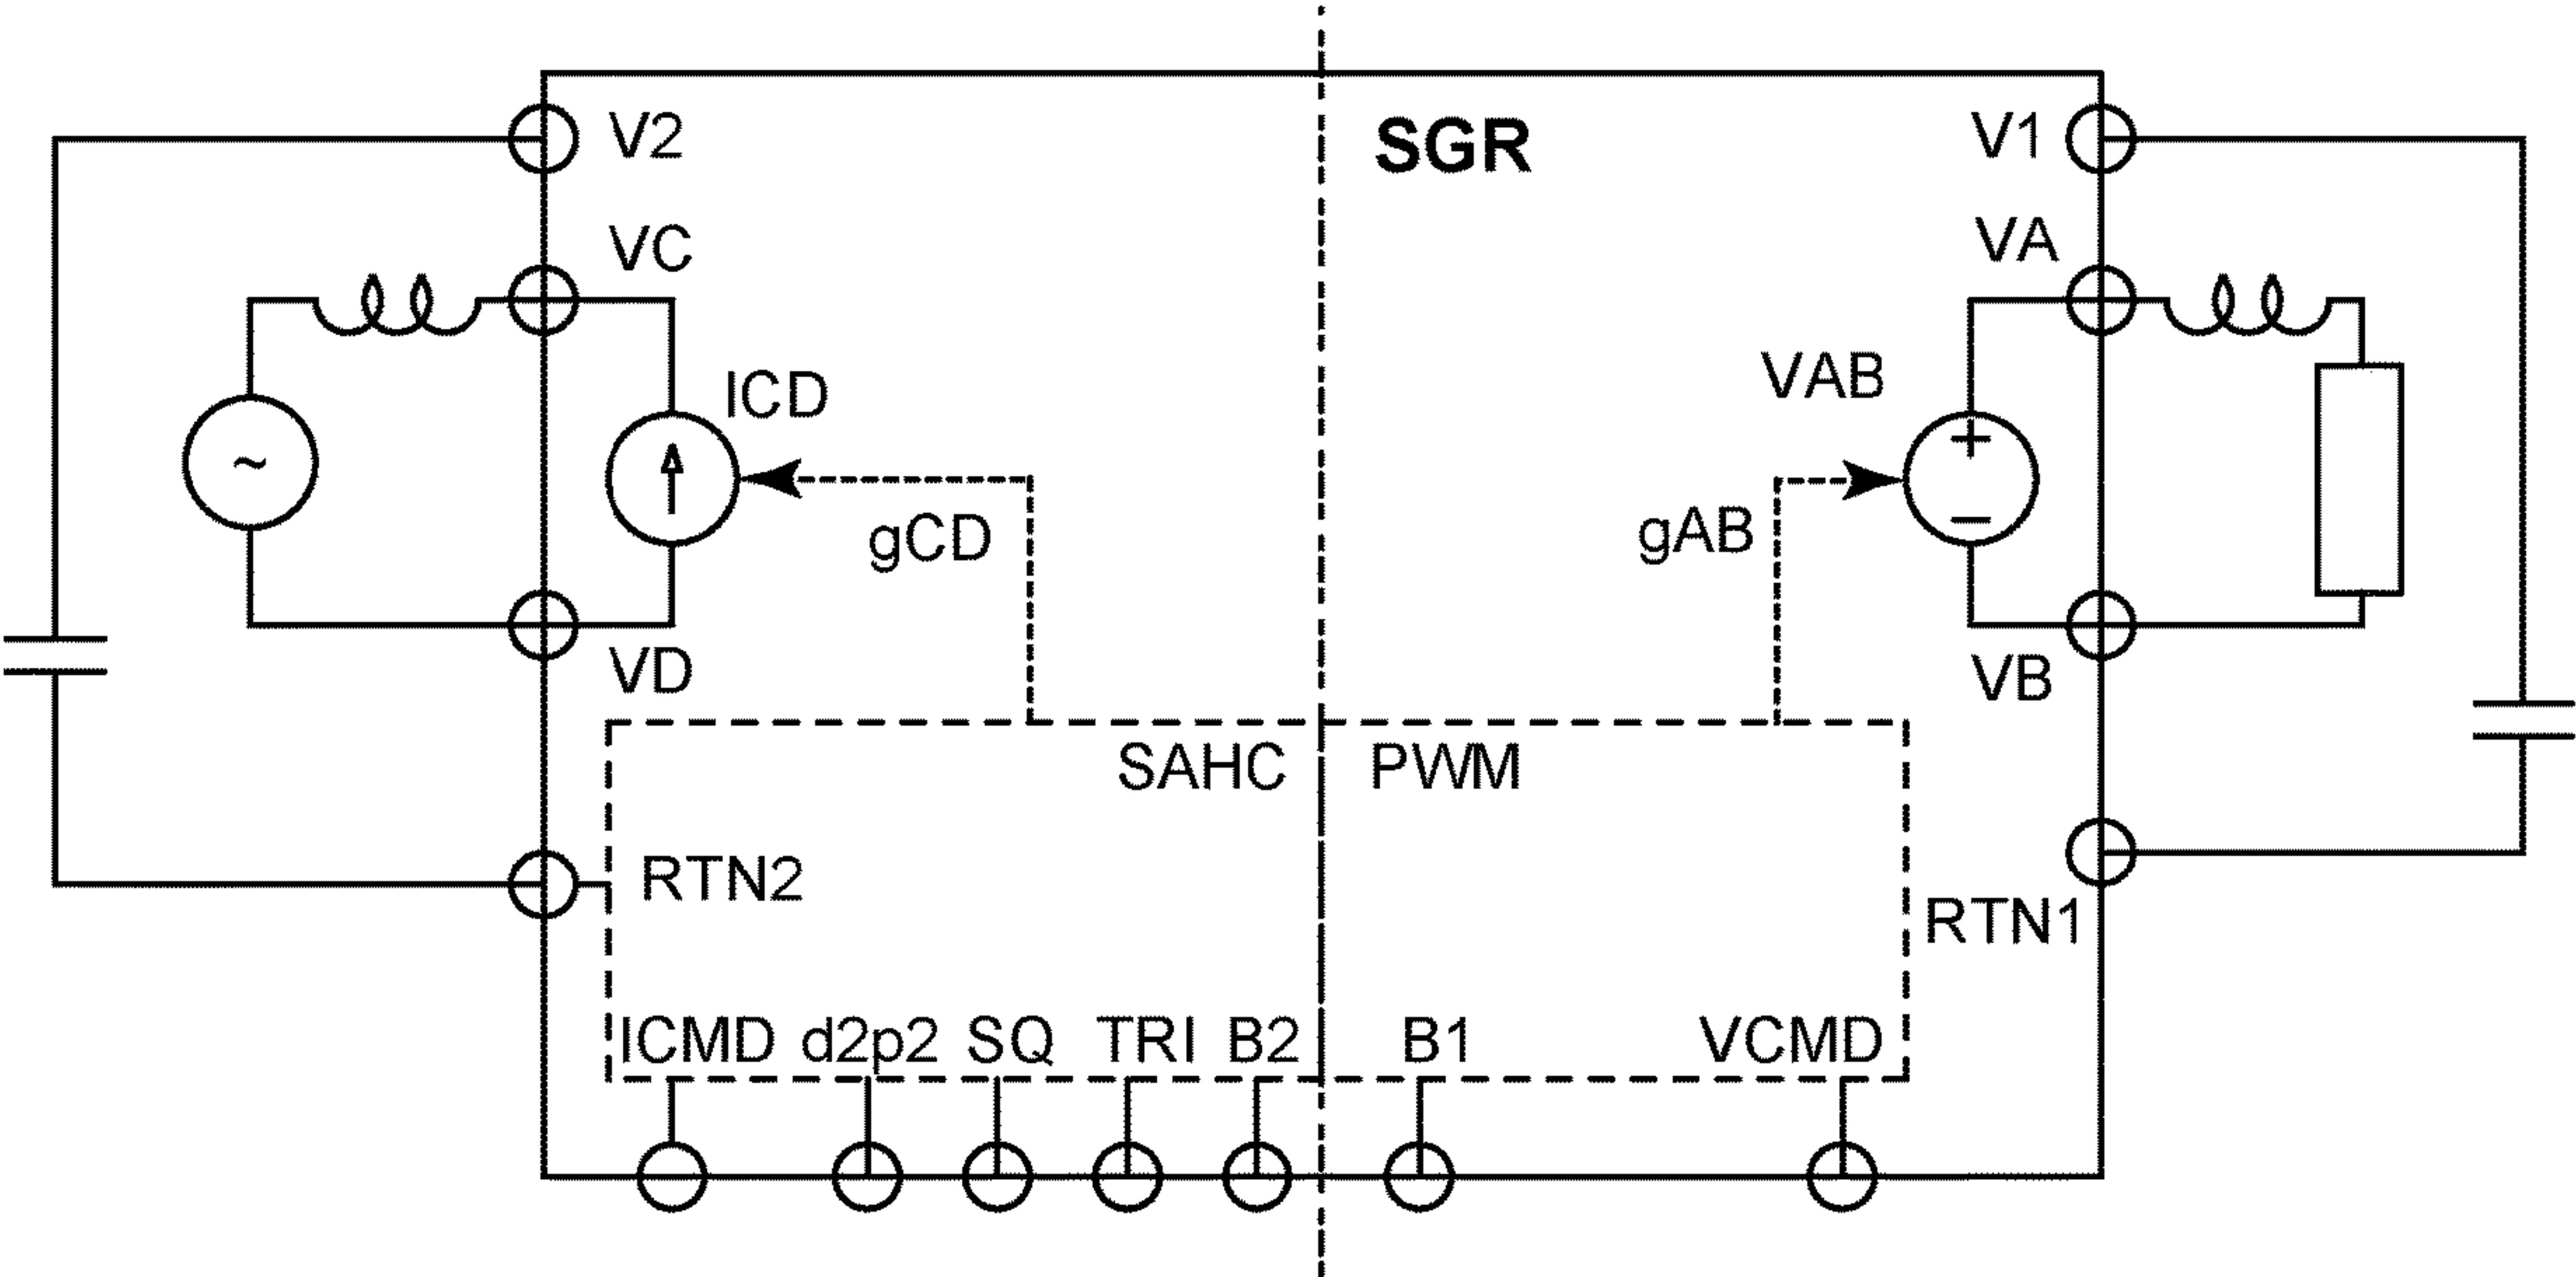 V2
SGR
V1
VC
VA
ICD
VAB
~
+
gCD
gAB
−
VD
VB
SAHC
PWM
RTN2
RTN1
ICMD d2p2 SQ TRI B2 B1 VCMD